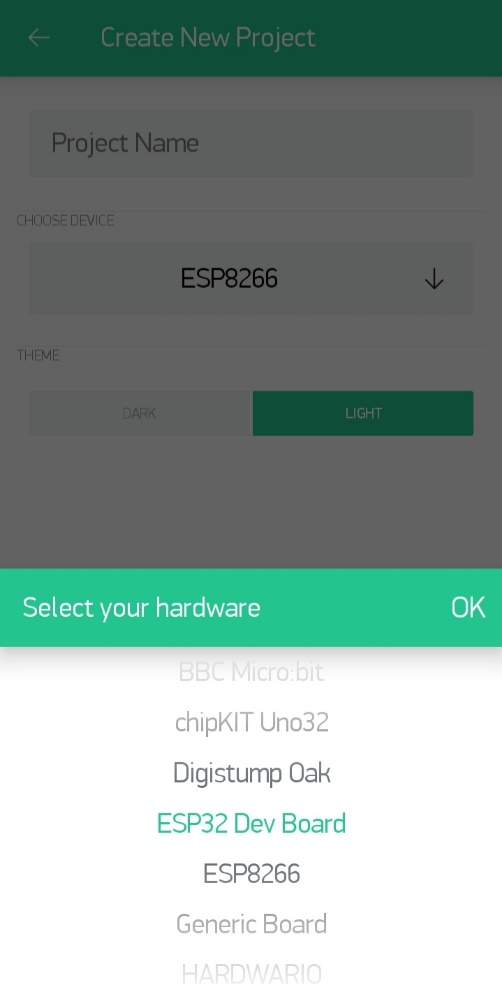 Create New Project
Project Name
CHOOSE DEVICE
ESP8266
THEME
DARK
LIGHT
Select your hardware
OK
BBC Micro:bit
chipKIT Uno32
Digistump Oak
ESP32 Dev Board
ESP8266
Generic Board
HARDWARIO